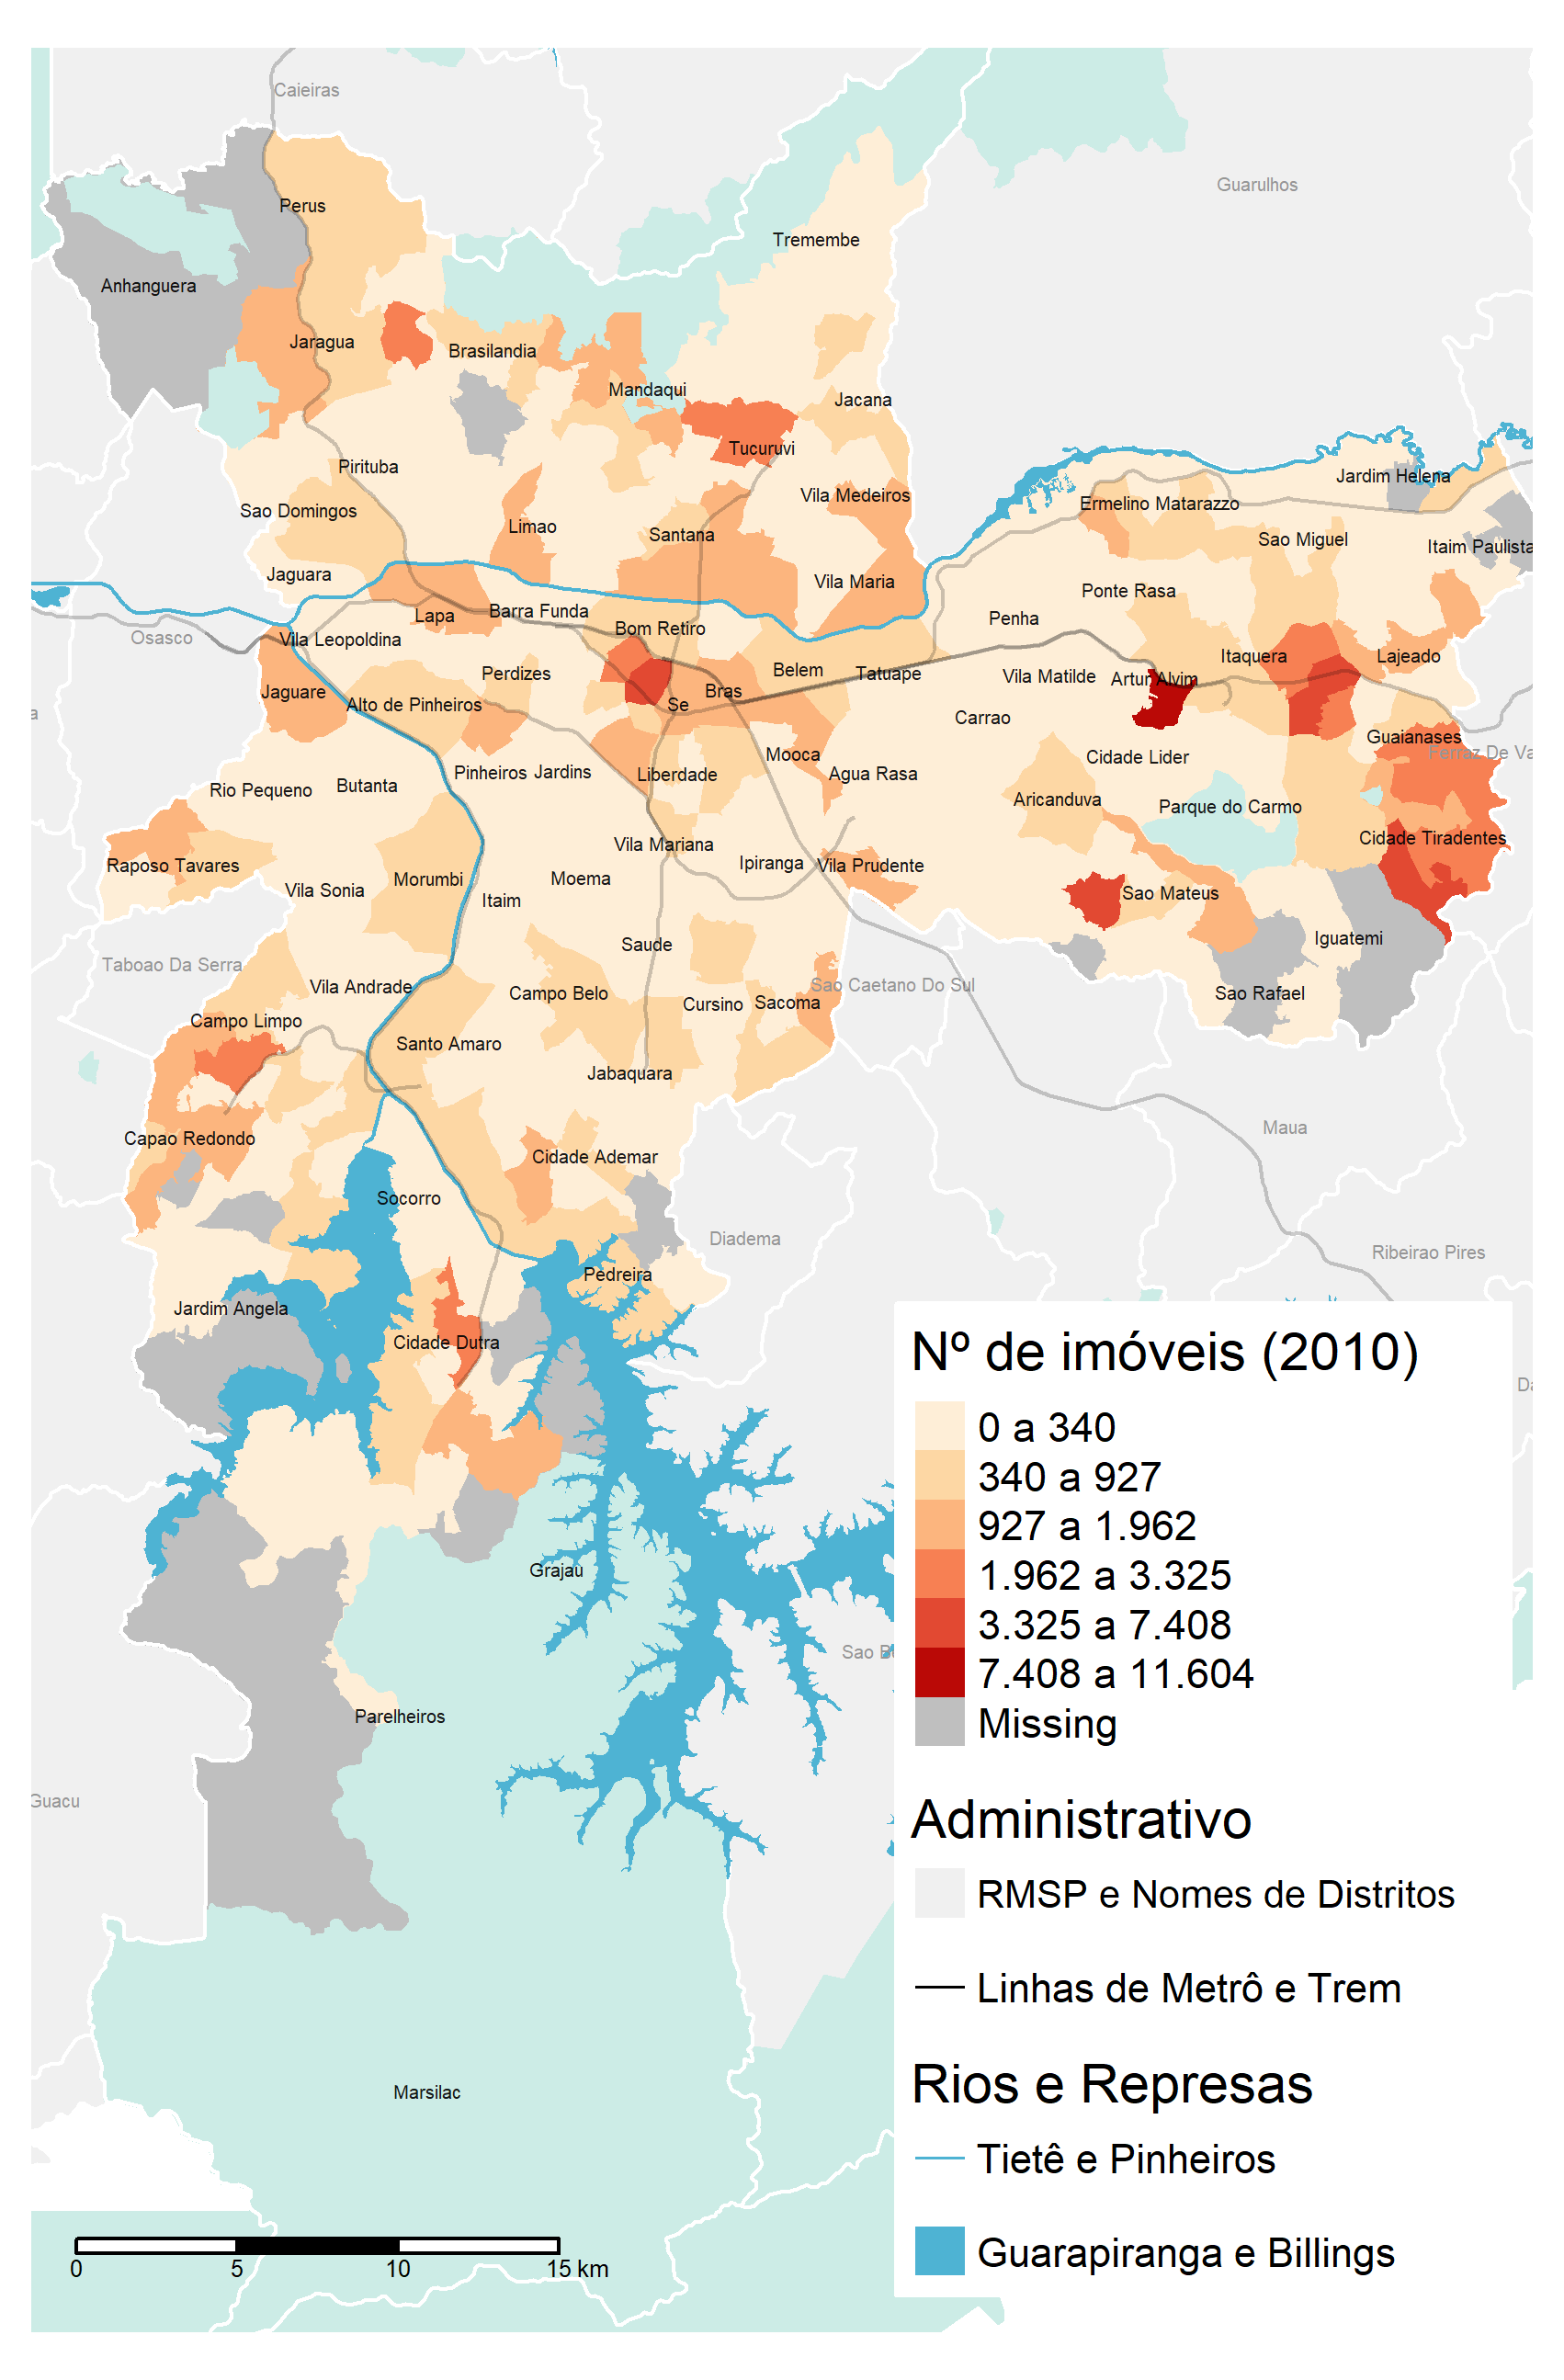 Caieiras
Guarulhos
Perus
Tremembe
Anhanguera
Jaragua
Brasilandia
Mandaqui
Jacana
Tucuruvi
Pirituba
Jardim Helena
Vila Medeiros
Ermelino Matarazzo
Sao Domingos
Limao
Santana
Sao Miguel
Itaim Paulista
Jaguara
Vila Maria
Ponte Rasa
Lapa
Barra Funda
Penha
Osasco
Vila Leopoldina
Bom Retiro
Itaquera
Lajeado
Perdizes
Belem
Tatuape
Vila Matilde
Artur Alvim
Jaguare
Alto de Pinheiros
Se
Bras
a
Carrao
Guaianases
Mooca
Cidade Lider
Ferraz De Va
Pinheiros
Jardins
Liberdade
Agua Rasa
Rio Pequeno
Butanta
Aricanduva
Parque do Carmo
Vila Mariana
Cidade Tiradentes
Raposo Tavares
Ipiranga
Vila Prudente
Morumbi
Moema
Vila Sonia
Itaim
Sao Mateus
Saude
Iguatemi
Taboao Da Serra
Vila Andrade
Campo Belo
Cursino
Sacoma
Sao Caetano Do Sul
Sao Rafael
Campo Limpo
Santo Amaro
Jabaquara
Maua
Capao Redondo
Cidade Ademar
Socorro
Diadema
Ribeirao Pires
Pedreira
Jardim Angela
Cidade Dutra
Nº de imóveis (2010)
0 a 340
340 a 927
927 a 1.962
1.962 a 3.325
3.325 a 7.408
7.408 a 11.604
Missing
Grajau
Parelheiros
Guacu
Marsilac
Administrativo
RMSP e Nomes de Distritos
Linhas de Metrô e Trem
Rios e Represas
Tietê e Pinheiros
Guarapiranga e Billings
0 5 10 15 km